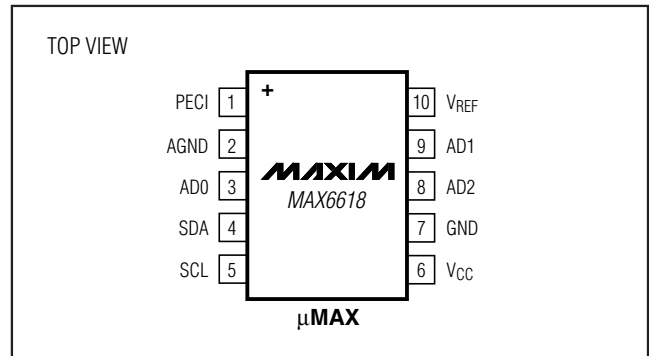 TOP VIEW
+
PECI 1
AGND 2
AD0 3
SDA 4
SCL 5
10 VREF
9 AD1
8 AD2
7 GND
6 VCC
MAXIM
MAX6618
µMAX